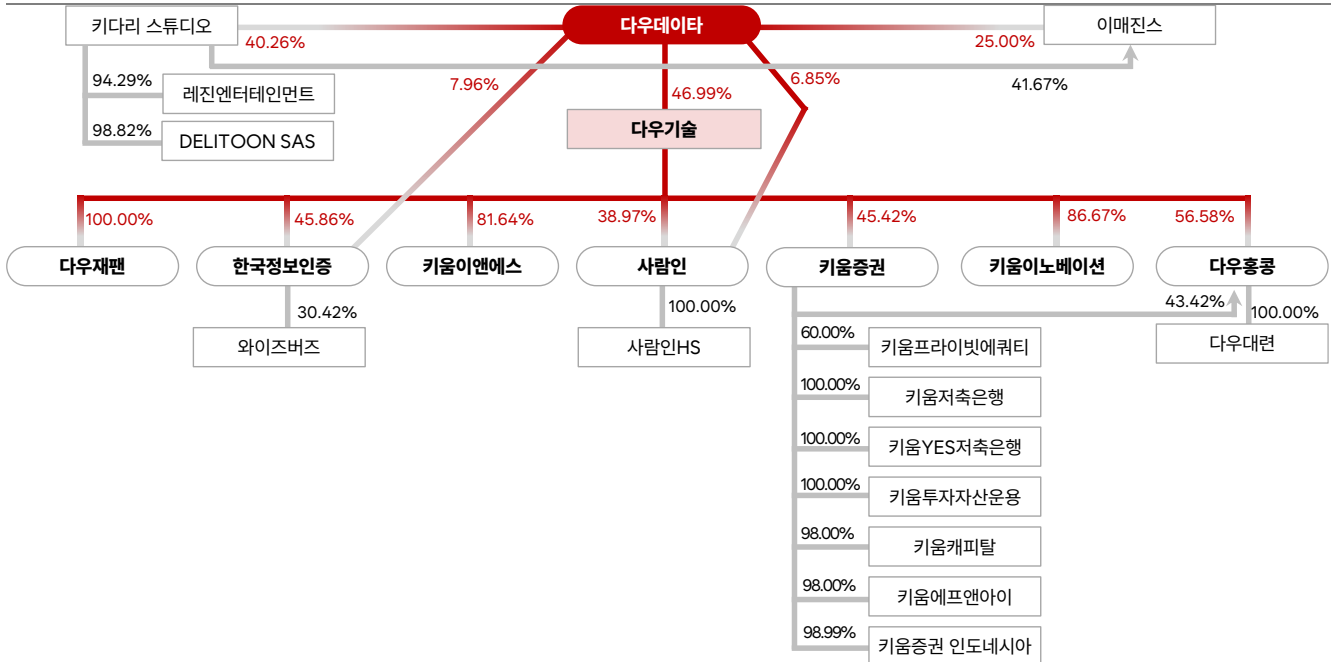 키다리 스튜디오
다우데이타
이매진스
40.26%
25.00%
94.29%
7.96%
46.99%
6.85%
41.67%
레진엔터테인먼트
다우기술
98.82%
DELITOON SAS
100.00%
45.86%
81.64%
38.97%
45.42%
86.67%
56.58%
다우재팬
한국정보인증
키움이앤에스
사람인
키움증권
키움이노베이션
다우홍콩
30.42%
100.00%
43.42%
100.00%
와이즈버즈
사람인HS
다우대련
60.00%
키움프라이빗에쿼티
100.00%
키움저축은행
100.00%
키움YES저축은행
100.00%
키움투자자산운용
98.00%
키움캐피탈
98.00%
키움에프앤아이
98.99%
키움증권 인도네시아